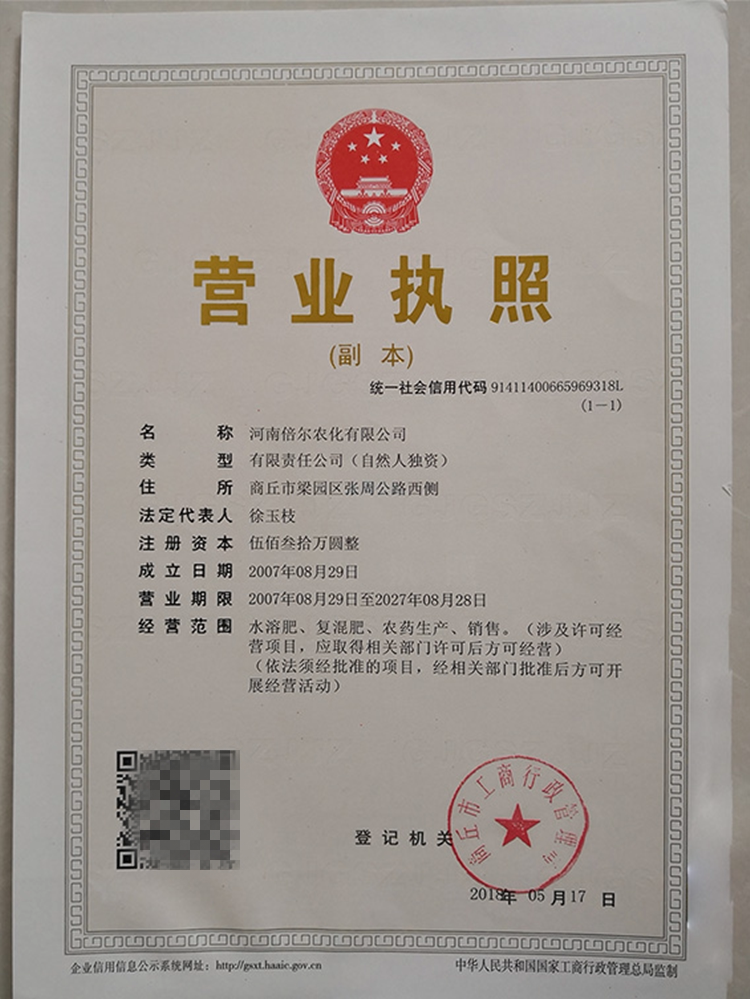 营业执照
(副 本)
统一社会信用代码 91411400665969318L
(1-1)
名 称 河南倍尔农化有限公司
类 型 有限责任公司（自然人独资）
住 所 商丘市梁园区张周公路西侧
法定代表人 徐玉枝
注 册 资 本 伍佰叁拾万圆整
成 立 日 期 2007年08月29日
营 业 期 限 2007年08月29日至2027年08月28日
经 营 范 围 水溶肥、复混肥、农药生产、销售。（涉及许可经
营项目，应取得相关部门许可后方可经营）
（依法须经批准的项目，经相关部门批准后方可开
展经营活动）
商丘市工商行政管理局
登 记 机 关
2018年 05 月 17 日
企业信用信息公示系统网址：http://gsxt.haaic.gov.cn
中华人民共和国国家工商行政管理总局监制